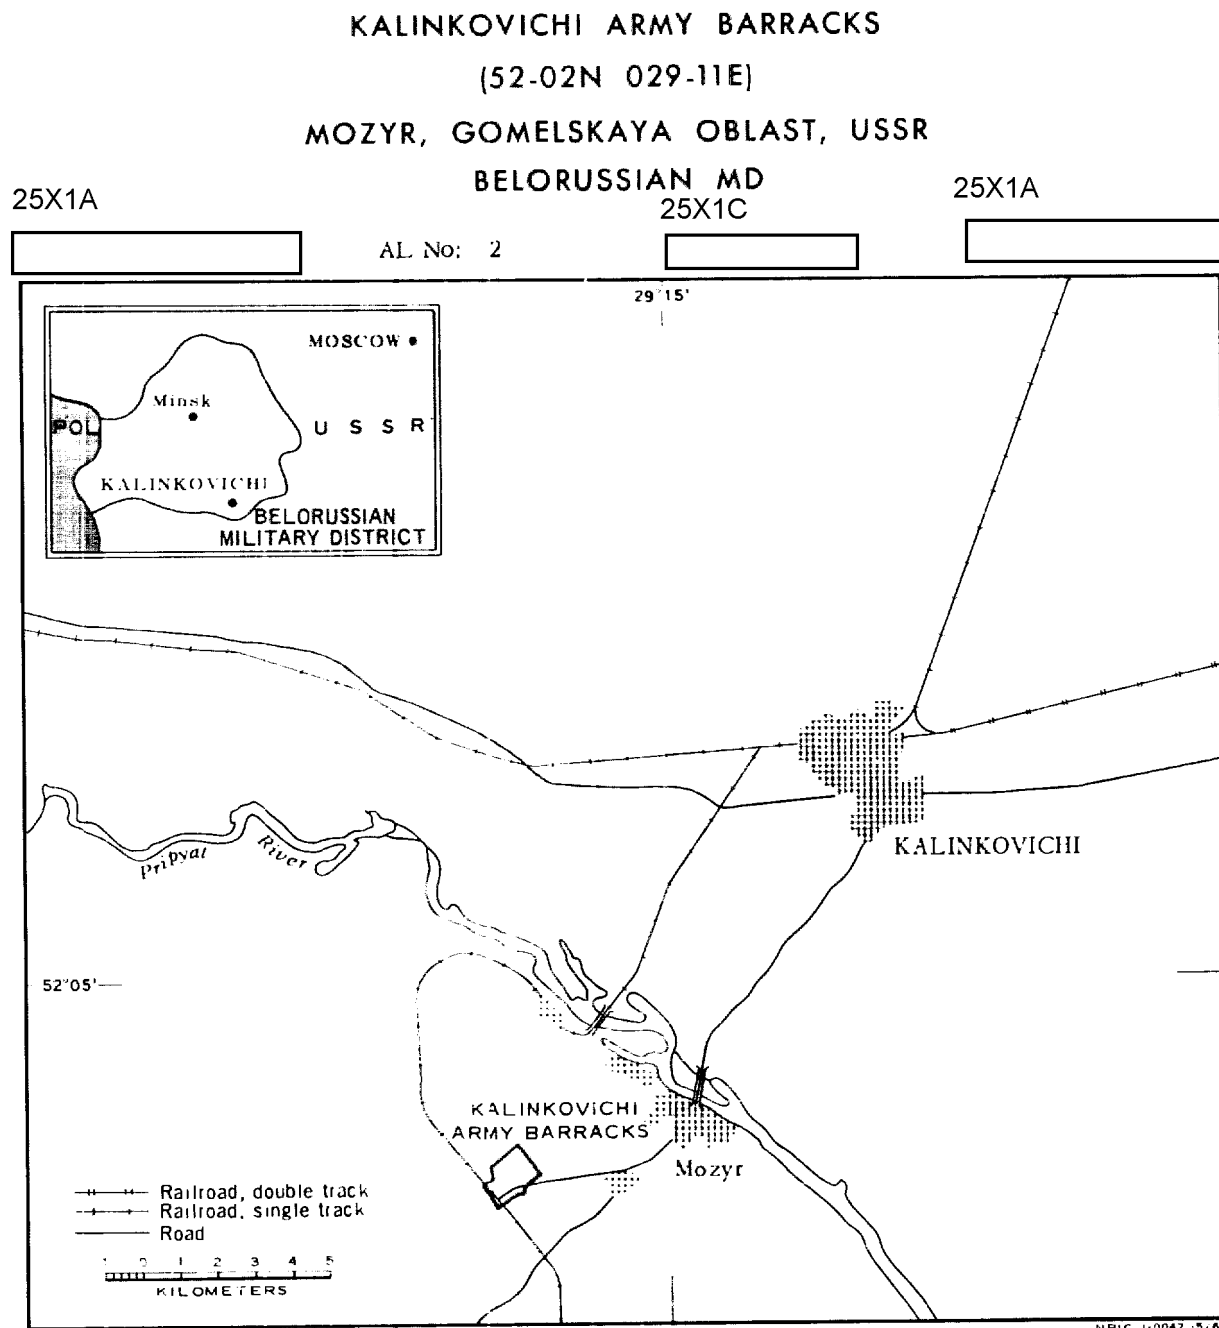 KALINKOVICHI ARMY BARRACKS
(52-02N 029-11E)
MOZYR, GOMELSKAYA OBLAST, USSR
BELORUSSIAN MD
25X1A
25X1C
25X1A
AL No: 2
29°15'
MOSCOW
Minsk
POL
U S S R
KALINKOVICHI
BELORUSSIAN
MILITARY DISTRICT
Pripyat River
KALINKOVICHI
52°05'
KALINKOVICHI
ARMY BARRACKS
Mozyr
Railroad, double track
Railroad, single track
Road
1 0 1 2 3 4 5
KILOMETERS